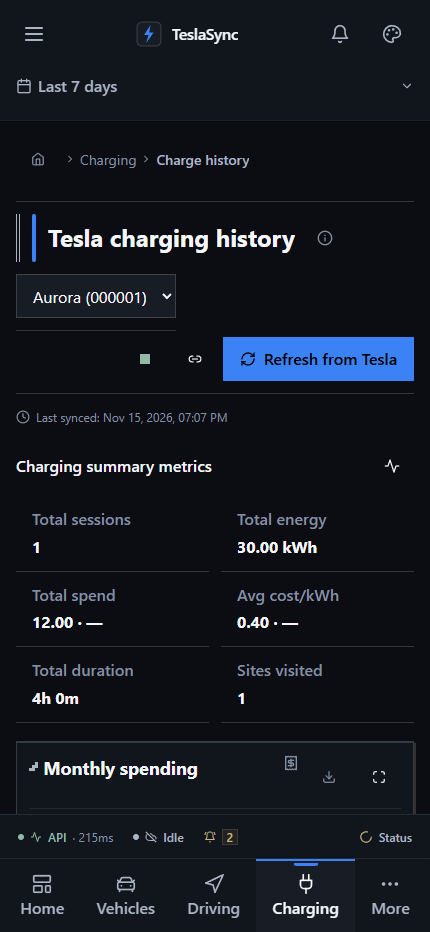 TeslaSync
Last 7 days
Charging Charge history
Tesla charging history
Aurora (000001)
Refresh from Tesla
Last synced: Nov 15, 2026, 07:07 PM
Charging summary metrics
Total sessions
1
Total energy
30.00 kWh
Total spend
12.00 · —
Avg cost/kWh
0.40 · —
Total duration
4h 0m
Sites visited
1
Monthly spending
API · 215ms Idle 2 Status
Home Vehicles Driving Charging More